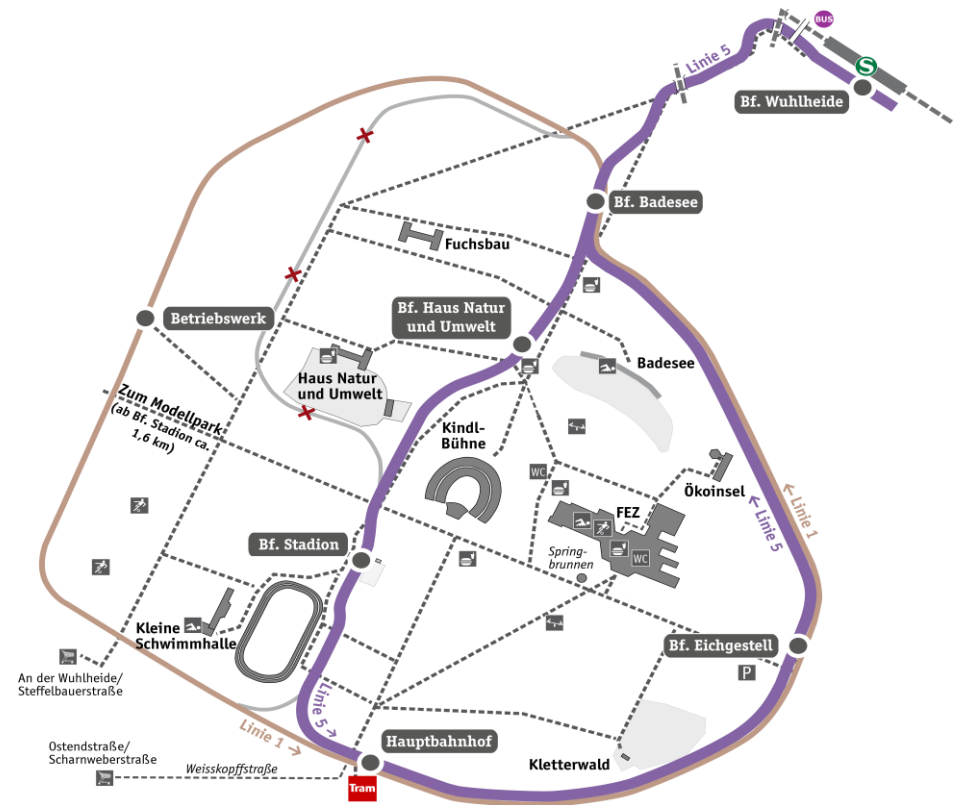 BUS
Linie 5
S
Bf. Wuhlheide
Bf. Badesee
Fuchsbau
Bf. Haus Natur
und Umwelt
Betriebswerk
Badesee
Haus Natur
und Umwelt
Zum Modellpark
(ab Bf. Stadion ca.
1,6 km)
Kindl-
Bühne
WC
Ökoinsel
← Linie 1
← Linie 5
FEZ
WC
Spring-
brunnen
Bf. Stadion
Kleine
Schwimmhalle
Bf. Eichgestell
P
An der Wuhlheide/
Steffelbauerstraße
Linie 5 →
Linie 1 →
Hauptbahnhof
Ostendstraße/
Scharnweberstraße
Weisskopffstraße
Kletterwald
Tram